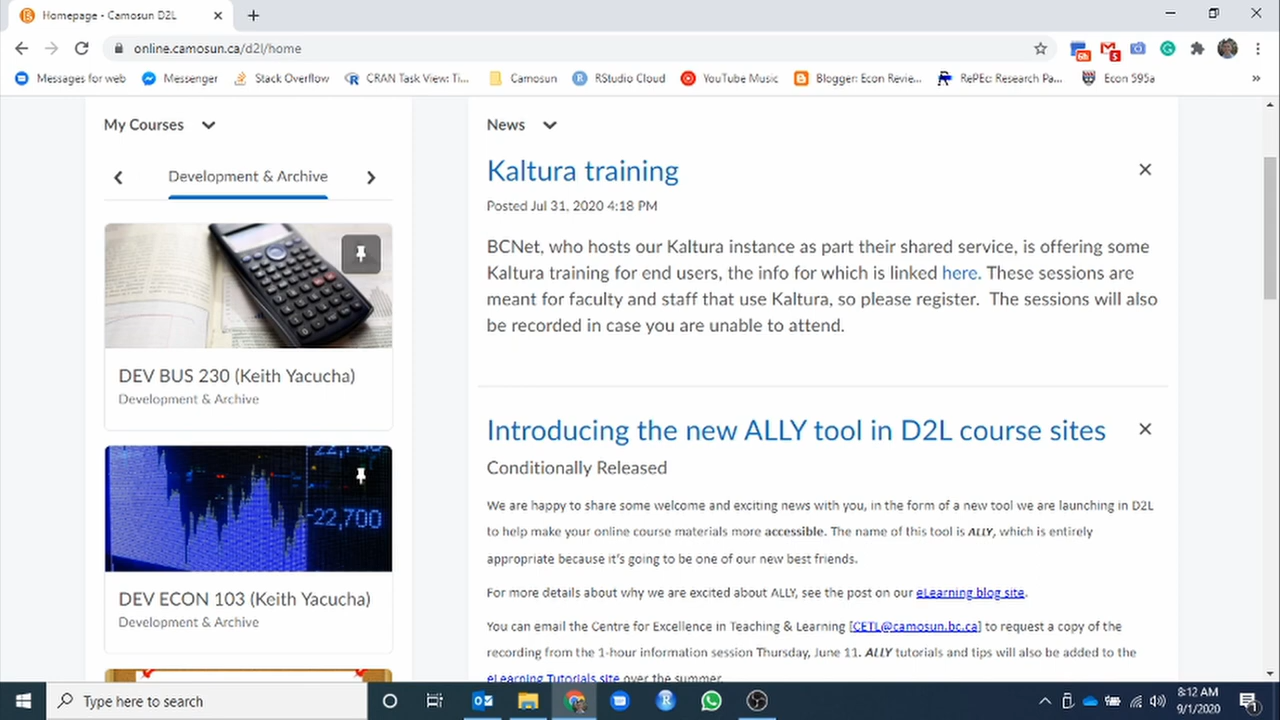 Homepage - Camosun D2L
online.camosun.ca/d2l/home
6h
5
Messages for web
Messenger
Stack Overflow
CRAN Task View: Ti...
Camosun
RStudio Cloud
YouTube Music
Blogger: Econ Revie...
RePEc: Research Pa...
Econ 595a
»
My Courses
Development & Archive
DEV BUS 230 (Keith Yacucha)
Development & Archive
22,700
DEV ECON 103 (Keith Yacucha)
Development & Archive
News
Kaltura training
Posted Jul 31, 2020 4:18 PM
BCNet, who hosts our Kaltura instance as part their shared service, is offering some
Kaltura training for end users, the info for which is linked here. These sessions are
meant for faculty and staff that use Kaltura, so please register. The sessions will also
be recorded in case you are unable to attend.
Introducing the new ALLY tool in D2L course sites
Conditionally Released
We are happy to share some welcome and exciting news with you, in the form of a new tool we are launching in D2L
to help make your online course materials more accessible. The name of this tool is ALLY, which is entirely
appropriate because it's going to be one of our new best friends.
For more details about why we are excited about ALLY, see the post on our eLearning blog site.
You can email the Centre for Excellence in Teaching & Learning [CETL@camosun.bc.ca] to request a copy of the
recording from the 1-hour information session Thursday, June 11. ALLY tutorials and tips will also be added to the
eLearning Tutorials site over the summer.
Type here to search
8:12 AM
9/1/2020
1